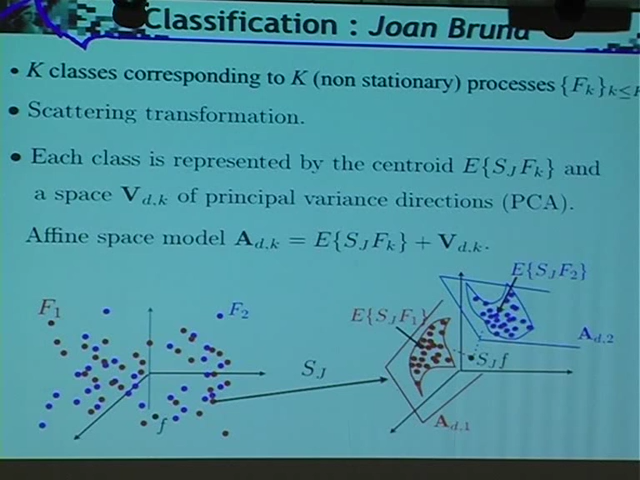 Classification : Joan Bruna
• K classes corresponding to K (non stationary) processes {F_k}_{k≤
• Scattering transformation.
• Each class is represented by the centroid E{S_J F_k} and
a space V_{d,k} of principal variance directions (PCA).
Affine space model A_{d,k} = E{S_J F_k} + V_{d,k}.
E{S_J F_2}
F_1
F_2
E{S_J F_1}
A_{d,2}
S_J
S_J f
f
A_{d,1}